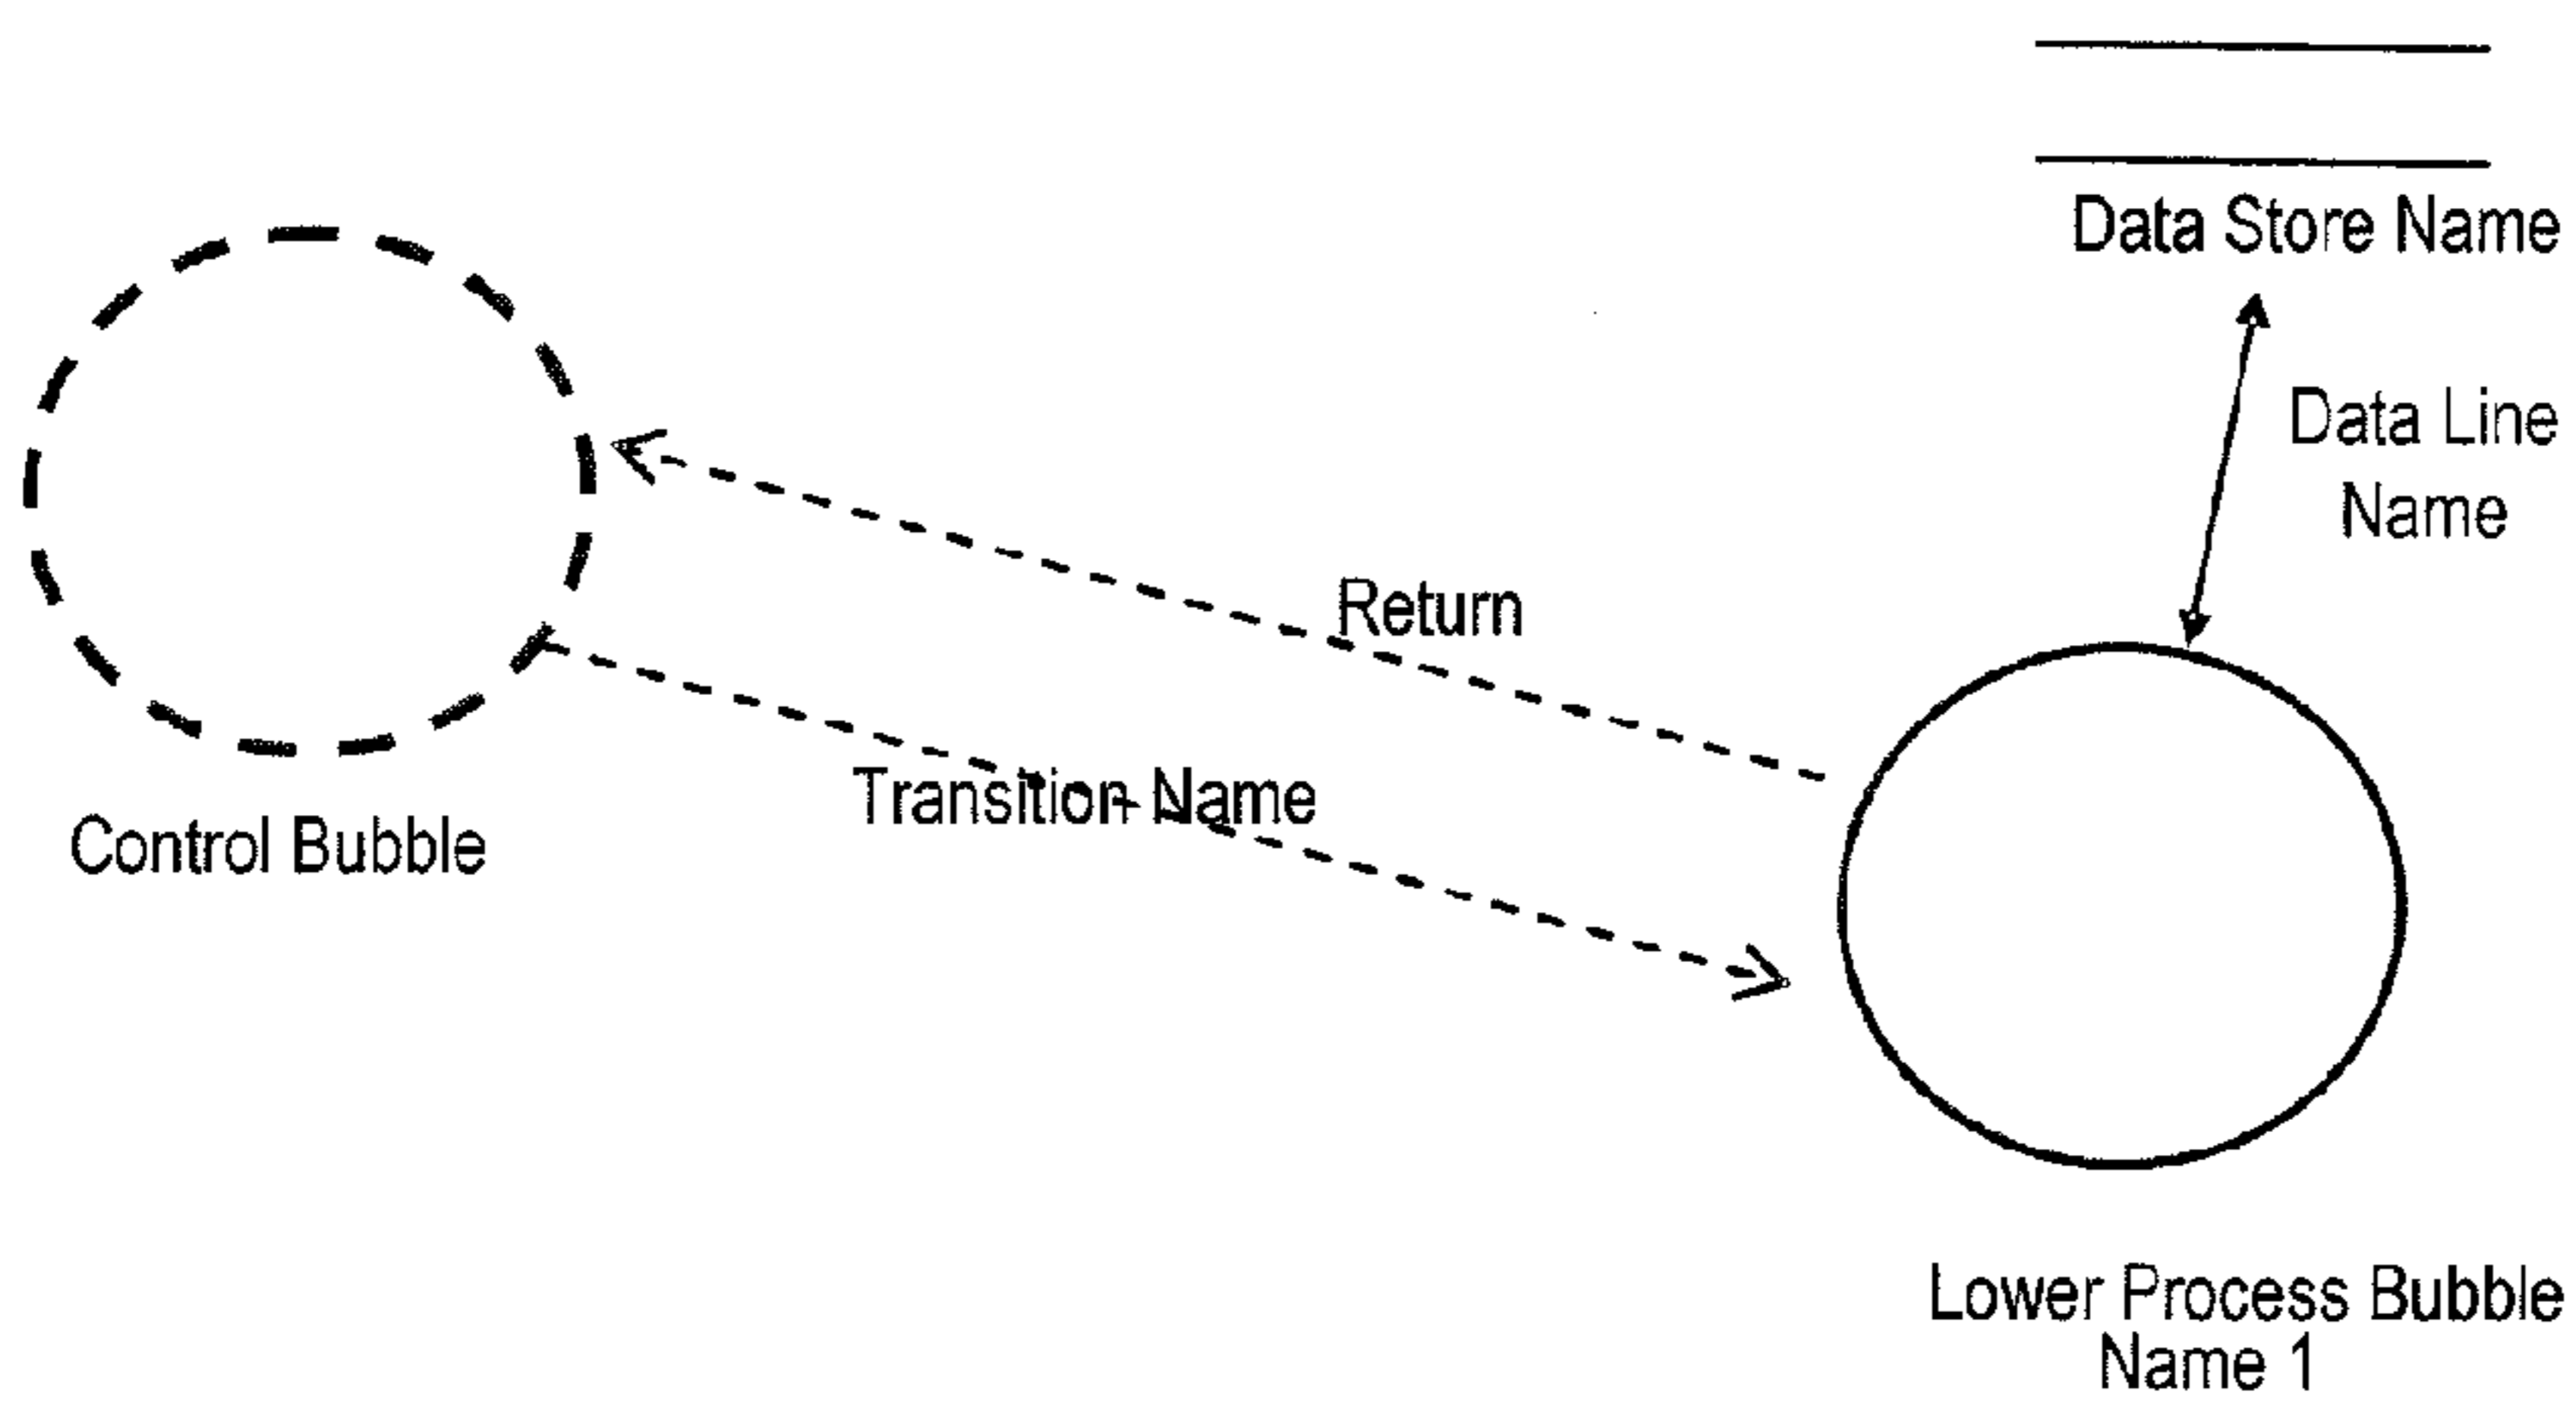 Data Store Name
Data Line
Name
Return
Transition Name
Control Bubble
Lower Process Bubble
Name 1